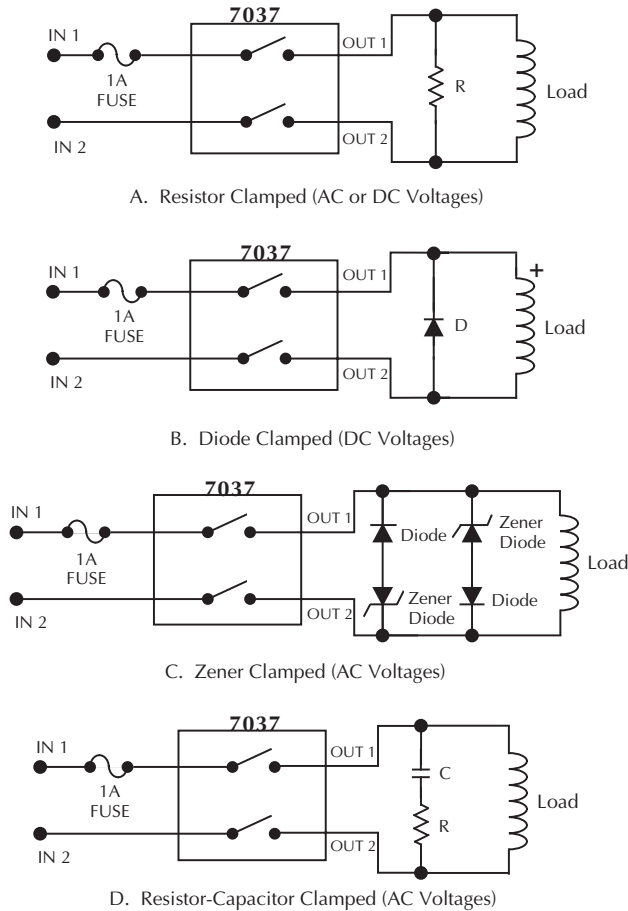 7037
IN 1
OUT 1
1A
FUSE
R
Load
IN 2
OUT 2
A. Resistor Clamped (AC or DC Voltages)
7037
IN 1
OUT 1
+
1A
FUSE
D
Load
IN 2
OUT 2
B. Diode Clamped (DC Voltages)
7037
IN 1
OUT 1
Diode
Zener
Diode
1A
FUSE
Load
IN 2
OUT 2
Zener
Diode
Diode
C. Zener Clamped (AC Voltages)
7037
IN 1
OUT 1
1A
FUSE
C
Load
R
IN 2
OUT 2
D. Resistor-Capacitor Clamped (AC Voltages)